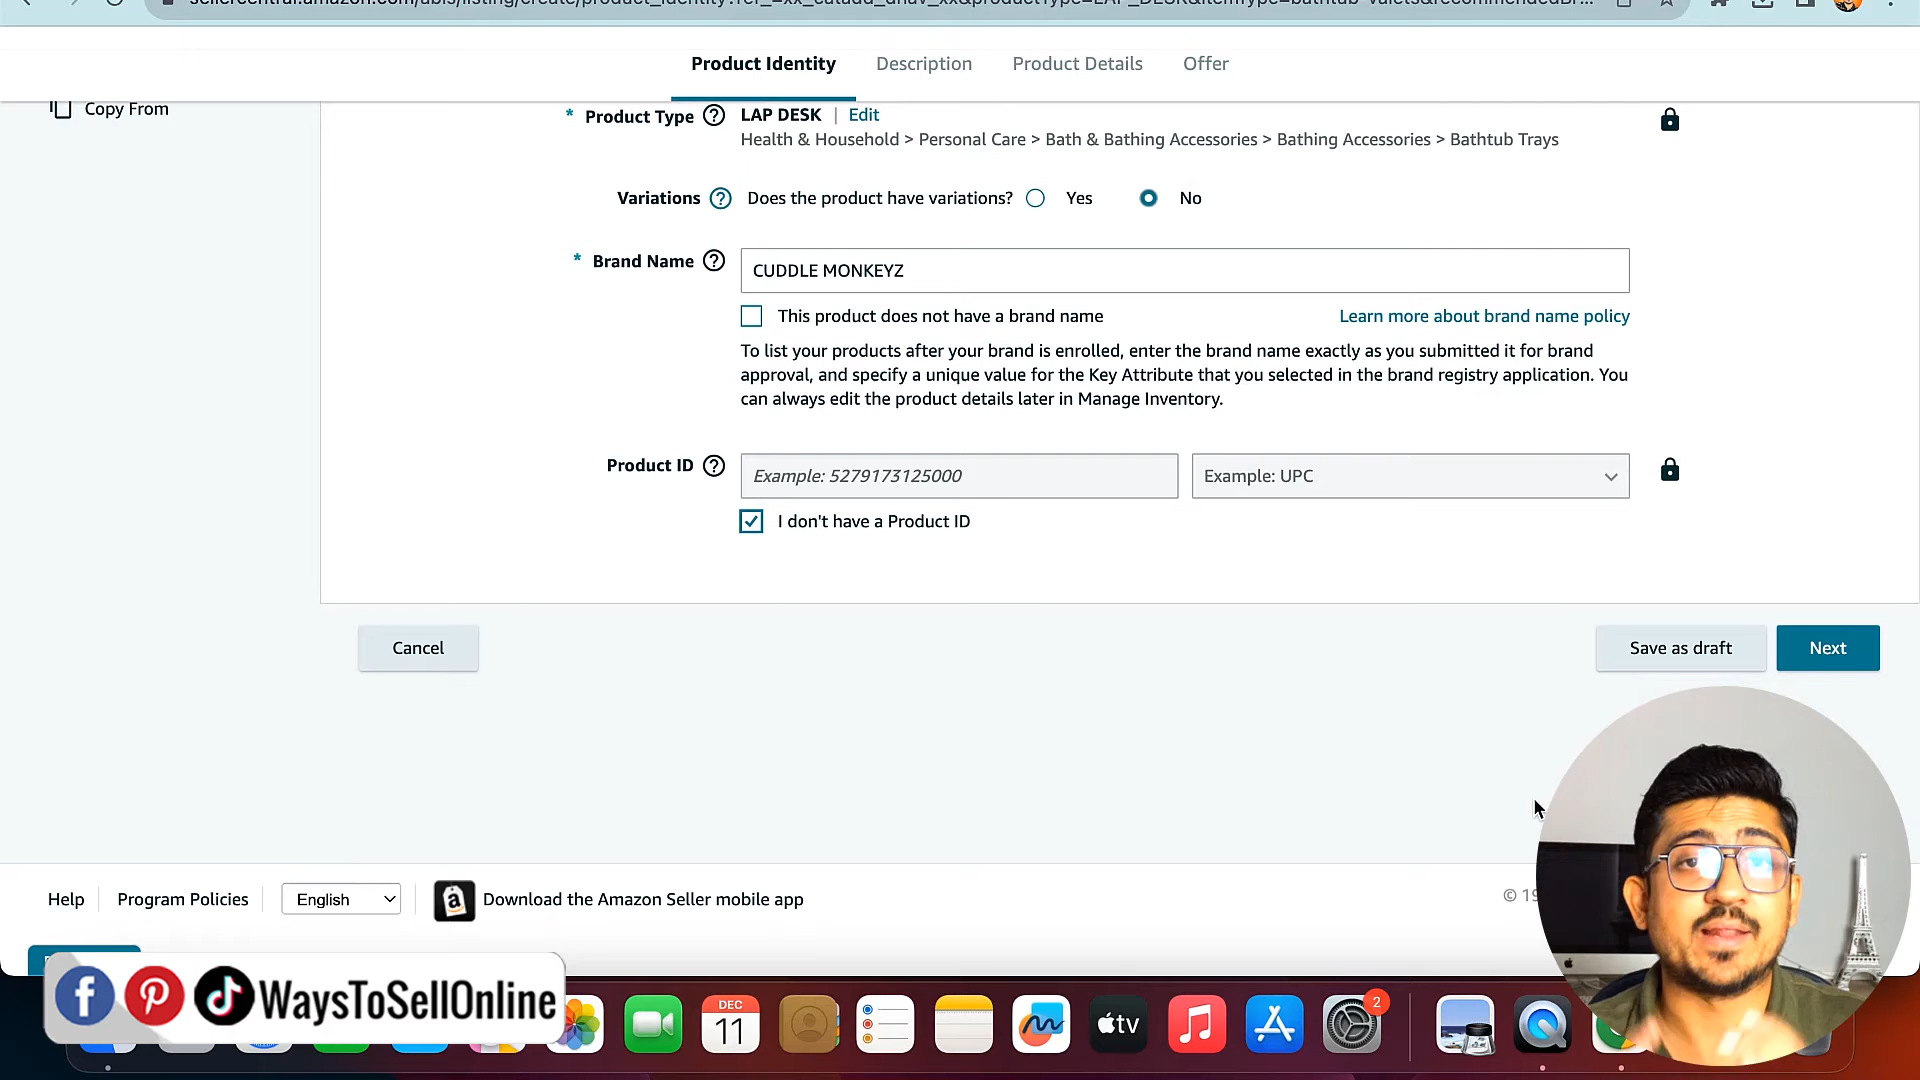 Product Identity
Description
Product Details
Offer
Copy From
* Product Type ? LAP DESK | Edit
Health & Household > Personal Care > Bath & Bathing Accessories > Bathing Accessories > Bathtub Trays
Variations ? Does the product have variations? Yes No
* Brand Name ? CUDDLE MONKEYZ
This product does not have a brand name
Learn more about brand name policy
To list your products after your brand is enrolled, enter the brand name exactly as you submitted it for brand
approval, and specify a unique value for the Key Attribute that you selected in the brand registry application. You
can always edit the product details later in Manage Inventory.
Product ID ? Example: 5279173125000 Example: UPC
I don't have a Product ID
Cancel
Save as draft
Next
Help
Program Policies
English
a
Download the Amazon Seller mobile app
WaysToSellOnline
DEC
11
tv
2